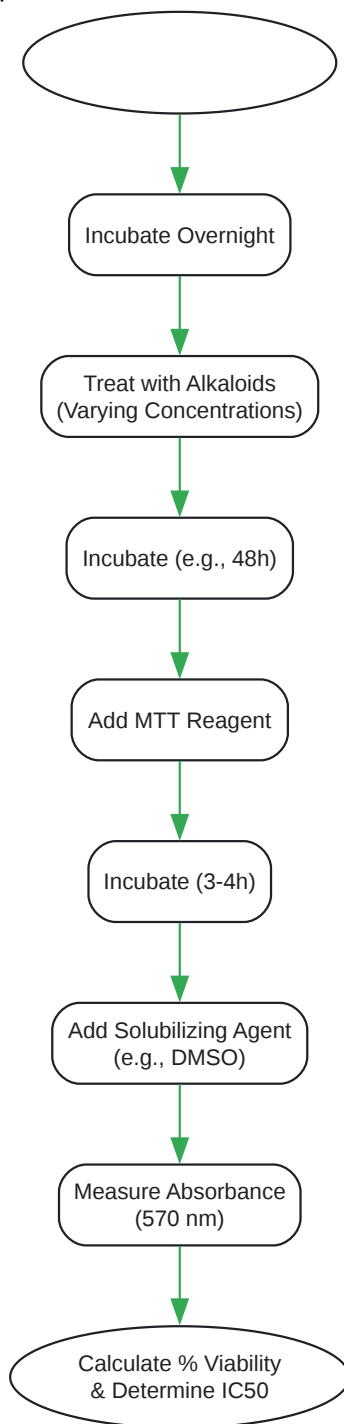 Incubate Overnight
Treat with Alkaloids
(Varying Concentrations)
Incubate (e.g., 48h)
Add MTT Reagent
Incubate (3-4h)
Add Solubilizing Agent
(e.g., DMSO)
Measure Absorbance
(570 nm)
Calculate % Viability
& Determine IC50